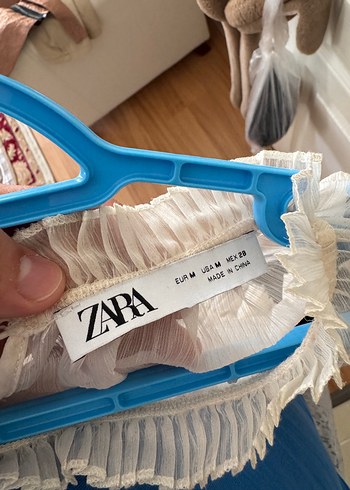 ZARA
EUR M USA M MEX 28
MADE IN CHINA